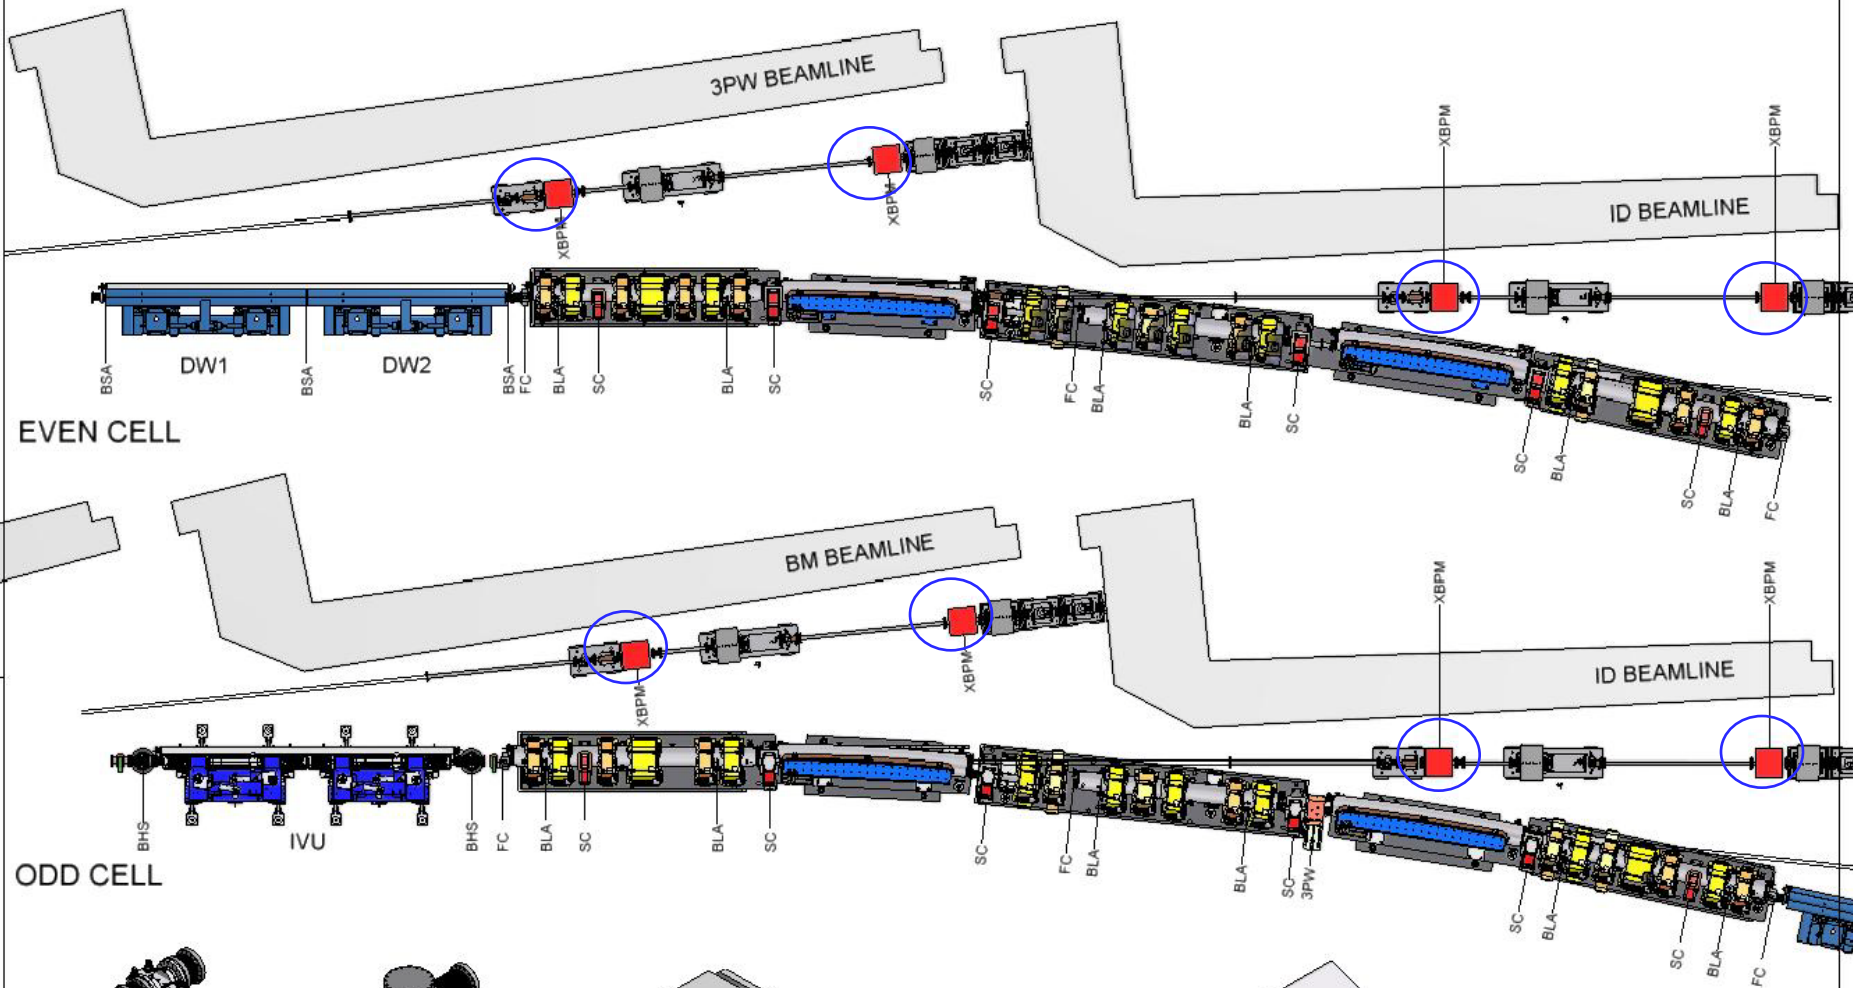 3PW BEAMLINE
XBPM
XBPM
XBPM
XBPM
ID BEAMLINE
DW1
DW2
BSA
BSA
BSA
FC
BLA
SC
BLA
SC
SC
FC
BLA
BLA
SC
SC
BLA
SC
BLA
FC
EVEN CELL
BM BEAMLINE
XBPM
XBPM
XBPM
XBPM
ID BEAMLINE
BHS
IVU
BHS
FC
BLA
SC
BLA
SC
SC
FC
BLA
BLA
SC
3PW
SC
BLA
SC
BLA
FC
ODD CELL